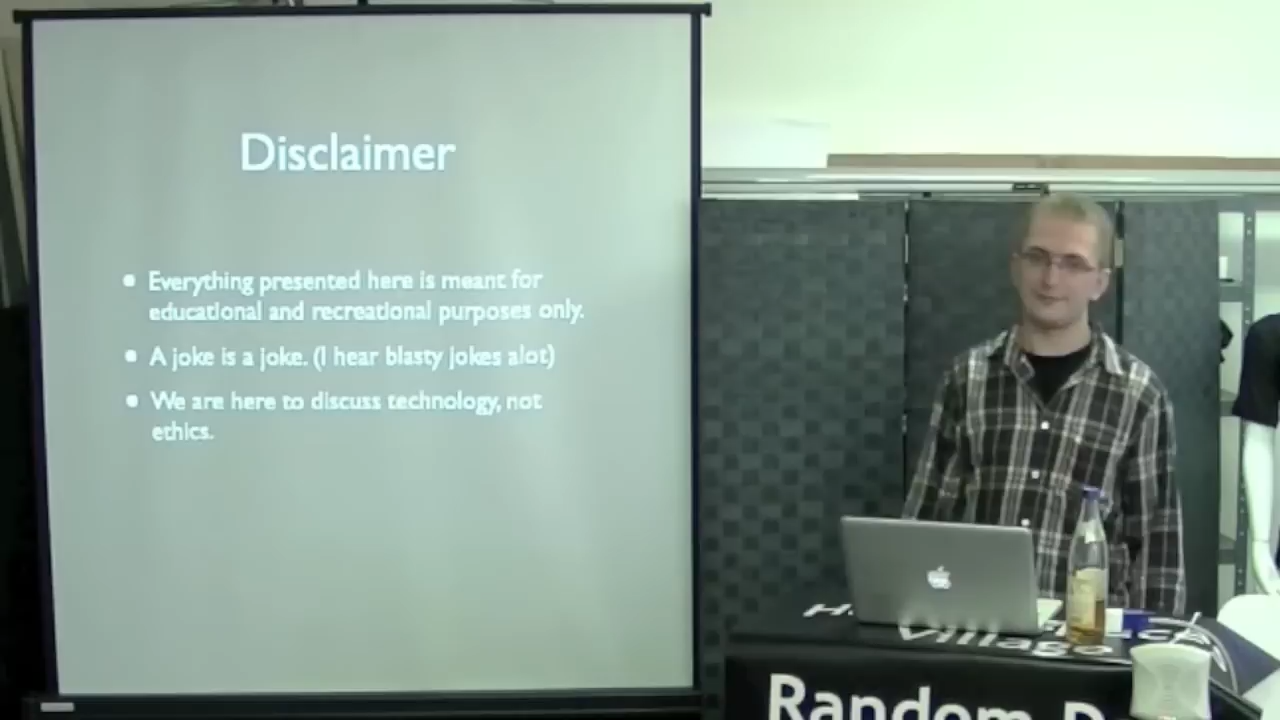 Disclaimer
Everything presented here is meant for
educational and recreational purposes only.
A joke is a joke. (I hear blasty jokes alot)
We are here to discuss technology, not
ethics.
Village
Random